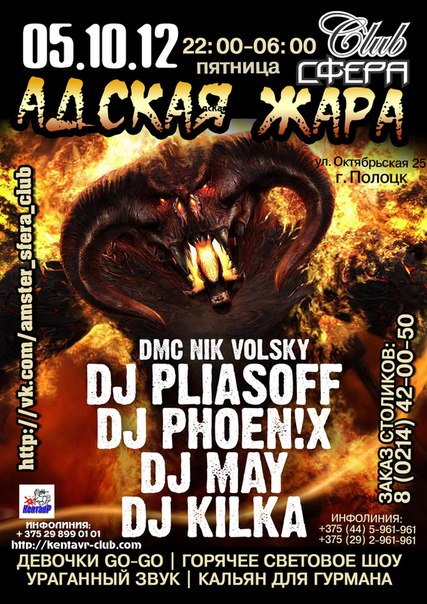 05.10.12
22:00-06:00
пятница
Club
СФЕРА
АДСКАЯ ЖАРА
ул. Октябрьская 25
г. Полоцк
http://vk.com/amster_sfera_club
DMC NIK VOLSKY
DJ PLIASOFF
DJ PHOEN!X
DJ MAY
DJ KILKA
ЗАКАЗ СТОЛИКОВ:
8 (0214) 42-00-50
КентавР
ИНФОЛИНИЯ:
+ 375 29 899 01 01
http://kentavr-club.com
ИНФОЛИНИЯ:
+375 (44) 5-961-961
+375 (29) 2-961-961
ДЕВОЧКИ GO-GO | ГОРЯЧЕЕ СВЕТОВОЕ ШОУ
УРАГАННЫЙ ЗВУК | КАЛЬЯН ДЛЯ ГУРМАНА